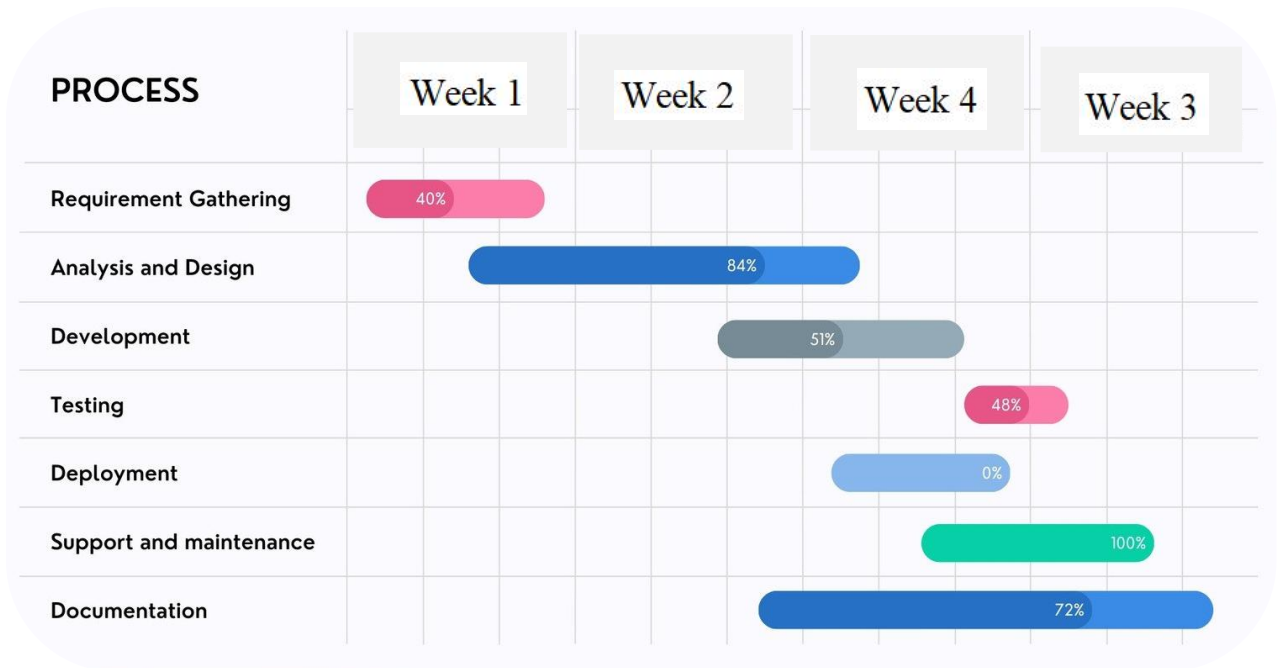 PROCESS
Week 1
Week 2
Week 4
Week 3
Requirement Gathering
40%
Analysis and Design
84%
Development
51%
Testing
48%
Deployment
0%
Support and maintenance
100%
Documentation
72%